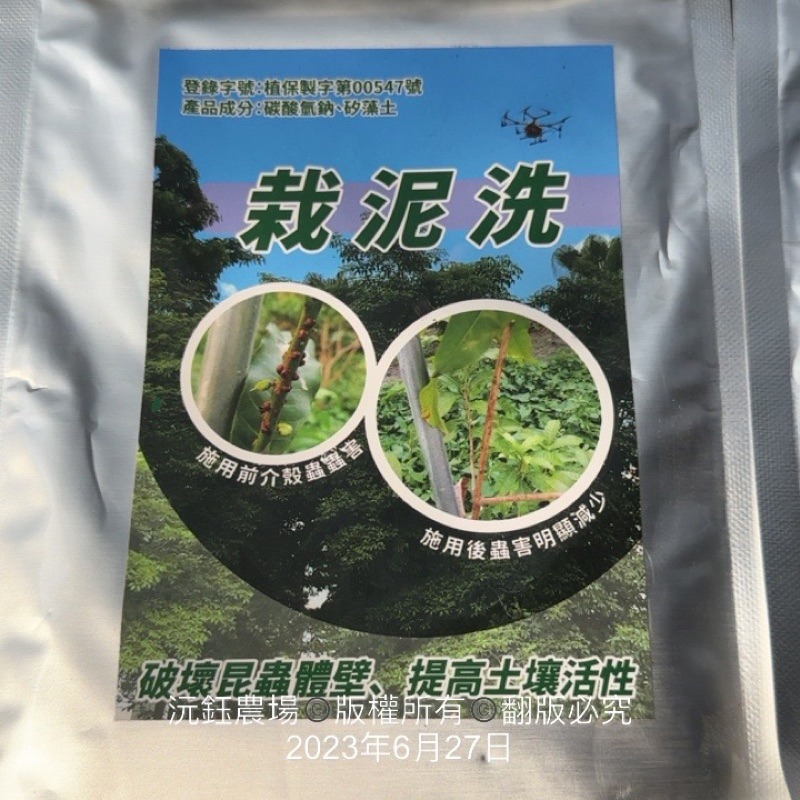 登錄字號:植保製字第00547號
產品成分:碳酸氫鈉、矽藻土
栽泥洗
施用前介殼蟲蟲害
施用後蟲害明顯減少
破壞昆蟲體壁、提高土壤活性
沅鈺農場©版權所有©翻版必究
2023年6月27日